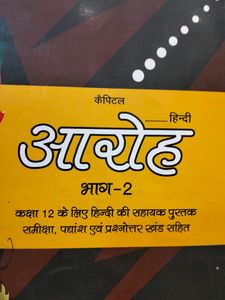 कैपिटल
हिन्दी
आरोह
भाग-2
कक्षा 12 के लिए हिन्दी की सहायक पुस्तक
समीक्षा, पद्यांश एवं प्रश्नोत्तर खंड सहित